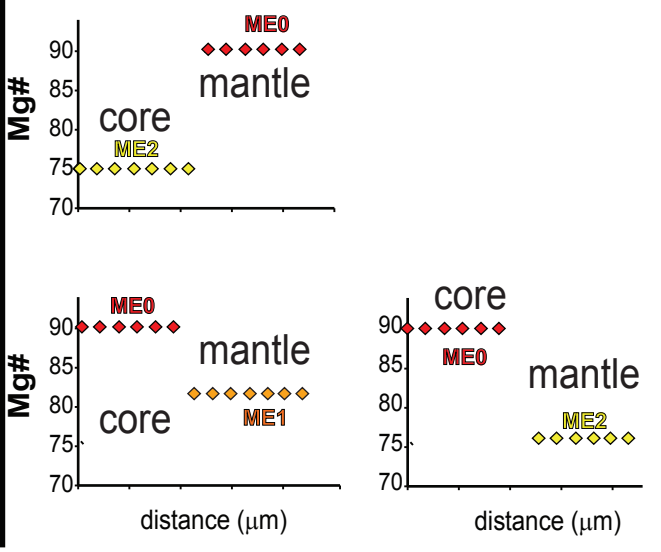 ME0
90
mantle
85
Mg#
core
80
ME2
75
70
core
ME0
90
90
ME0
mantle
85
85
mantle
Mg#
80
core
ME1
80
ME2
75
75
70
70
distance (μm)
distance (μm)